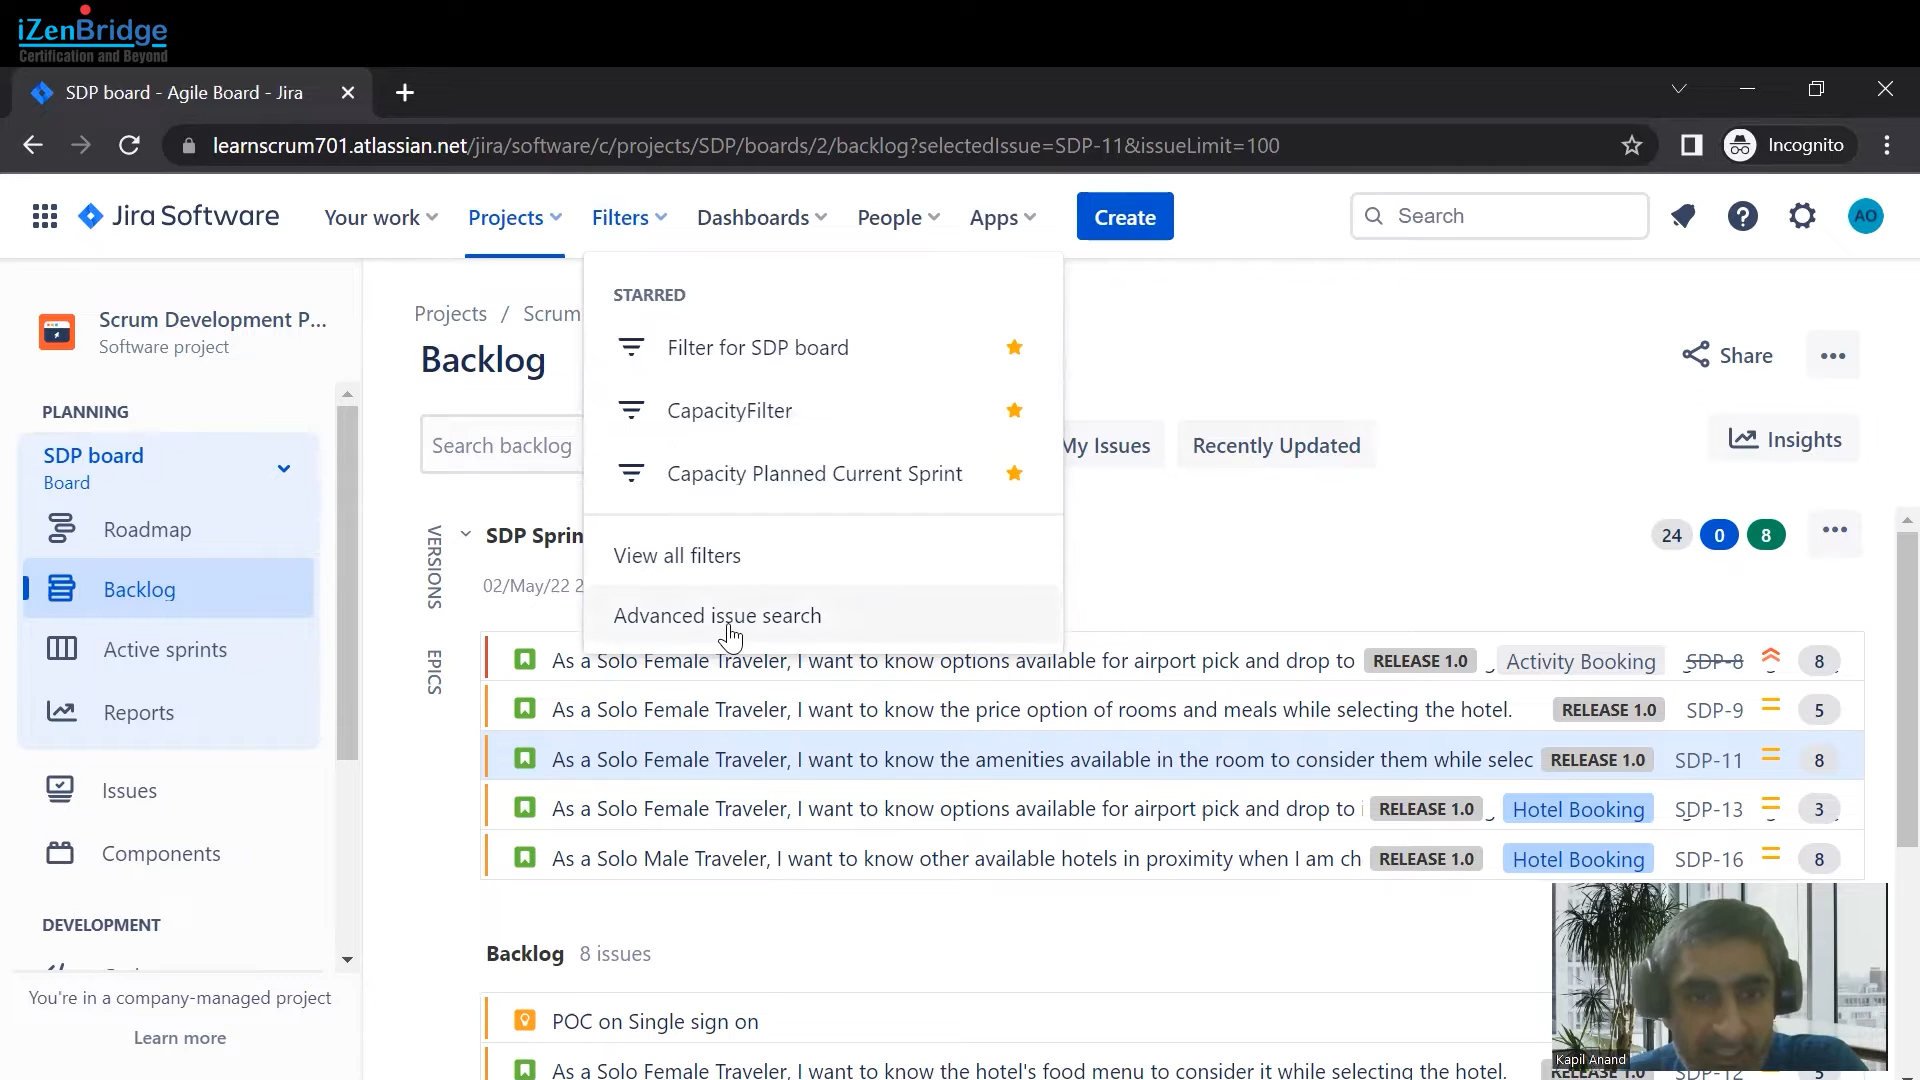 iZenBridge
Certification and Beyond
SDP board - Agile Board - Jira
learnscrum701.atlassian.net/jira/software/c/projects/SDP/boards/2/backlog?selectedIssue=SDP-11&issueLimit=100
Incognito
Jira Software
Your work
Projects
Filters
Dashboards
People
Apps
Create
Search
AO
Scrum Development P...
Software project
PLANNING
SDP board
Board
Roadmap
Backlog
Active sprints
Reports
Issues
Components
DEVELOPMENT
You're in a company-managed project
Learn more
Projects / Scrum
Backlog
Share
Search backlog
My Issues
Recently Updated
Insights
STARRED
Filter for SDP board
CapacityFilter
Capacity Planned Current Sprint
View all filters
Advanced issue search
VERSIONS
EPICS
SDP Sprin
24 0 8
02/May/22 2
As a Solo Female Traveler, I want to know options available for airport pick and drop to RELEASE 1.0 Activity Booking SDP-8 8
As a Solo Female Traveler, I want to know the price option of rooms and meals while selecting the hotel. RELEASE 1.0 SDP-9 5
As a Solo Female Traveler, I want to know the amenities available in the room to consider them while selec RELEASE 1.0 SDP-11 8
As a Solo Female Traveler, I want to know options available for airport pick and drop to i RELEASE 1.0 Hotel Booking SDP-13 3
As a Solo Male Traveler, I want to know other available hotels in proximity when I am ch RELEASE 1.0 Hotel Booking SDP-16 8
Backlog 8 issues
POC on Single sign on
As a Solo Female Traveler, I want to know the hotel's food menu to consider it while selecting the hotel. RELEASE 1.0 SDP-12 5
Kapil Anand